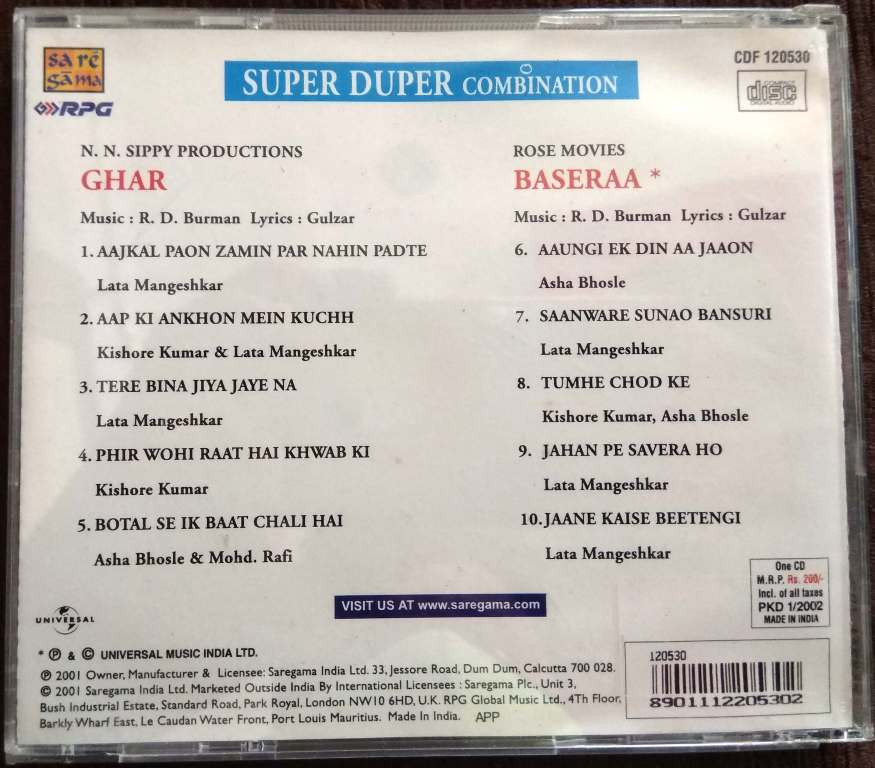 sa rē
gāma
RPG
SUPER DUPER COMBINATION
CDF 120530
COMPACT
disc
DIGITAL AUDIO
N. N. SIPPY PRODUCTIONS
GHAR
Music : R. D. Burman Lyrics : Gulzar
1. AAJKAL PAON ZAMIN PAR NAHIN PADTE
Lata Mangeshkar
2. AAP KI ANKHON MEIN KUCHH
Kishore Kumar & Lata Mangeshkar
3. TERE BINA JIYA JAYE NA
Lata Mangeshkar
4. PHIR WOHI RAAT HAI KHWAB KI
Kishore Kumar
5. BOTAL SE IK BAAT CHALI HAI
Asha Bhosle & Mohd. Rafi
ROSE MOVIES
BASERAA *
Music : R. D. Burman Lyrics : Gulzar
6. AAUNGI EK DIN AA JAAON
Asha Bhosle
7. SAANWARE SUNAO BANSURI
Lata Mangeshkar
8. TUMHE CHOD KE
Kishore Kumar, Asha Bhosle
9. JAHAN PE SAVERA HO
Lata Mangeshkar
10. JAANE KAISE BEETENGI
Lata Mangeshkar
One CD
M.R.P. Rs. 200/-
Incl. of all taxes
PKD 1/2002
MADE IN INDIA
VISIT US AT www.saregama.com
UNIVERSAL
* ℗ & © UNIVERSAL MUSIC INDIA LTD.
℗ 2001 Owner, Manufacturer & Licensee: Saregama India Ltd. 33, Jessore Road, Dum Dum, Calcutta 700 028.
© 2001 Saregama India Ltd. Marketed Outside India By International Licensees : Saregama Plc., Unit 3,
Bush Industrial Estate, Standard Road, Park Royal, London NW10 6HD, U.K. RPG Global Music Ltd., 4Th Floor,
Barkly Wharf East, Le Caudan Water Front, Port Louis Mauritius. Made In India. APP
120530
8901112205302